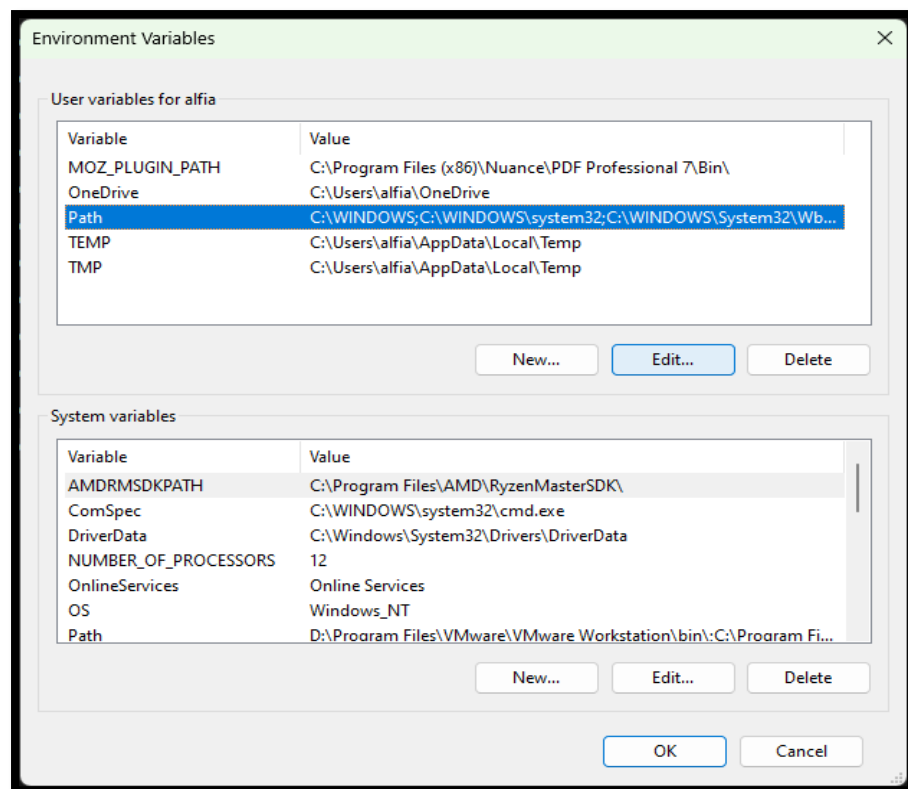 Environment Variables
User variables for alfia
Variable Value
MOZ_PLUGIN_PATH C:\Program Files (x86)\Nuance\PDF Professional 7\Bin\
OneDrive C:\Users\alfia\OneDrive
Path C:\WINDOWS;C:\WINDOWS\system32;C:\WINDOWS\System32\Wb...
TEMP C:\Users\alfia\AppData\Local\Temp
TMP C:\Users\alfia\AppData\Local\Temp
New... Edit... Delete
System variables
Variable Value
AMDRMSDKPATH C:\Program Files\AMD\RyzenMasterSDK\
ComSpec C:\WINDOWS\system32\cmd.exe
DriverData C:\Windows\System32\Drivers\DriverData
NUMBER_OF_PROCESSORS 12
OnlineServices Online Services
OS Windows_NT
Path D:\Program Files\VMware\VMware Workstation\bin\;C:\Program Fi...
New... Edit... Delete
OK Cancel